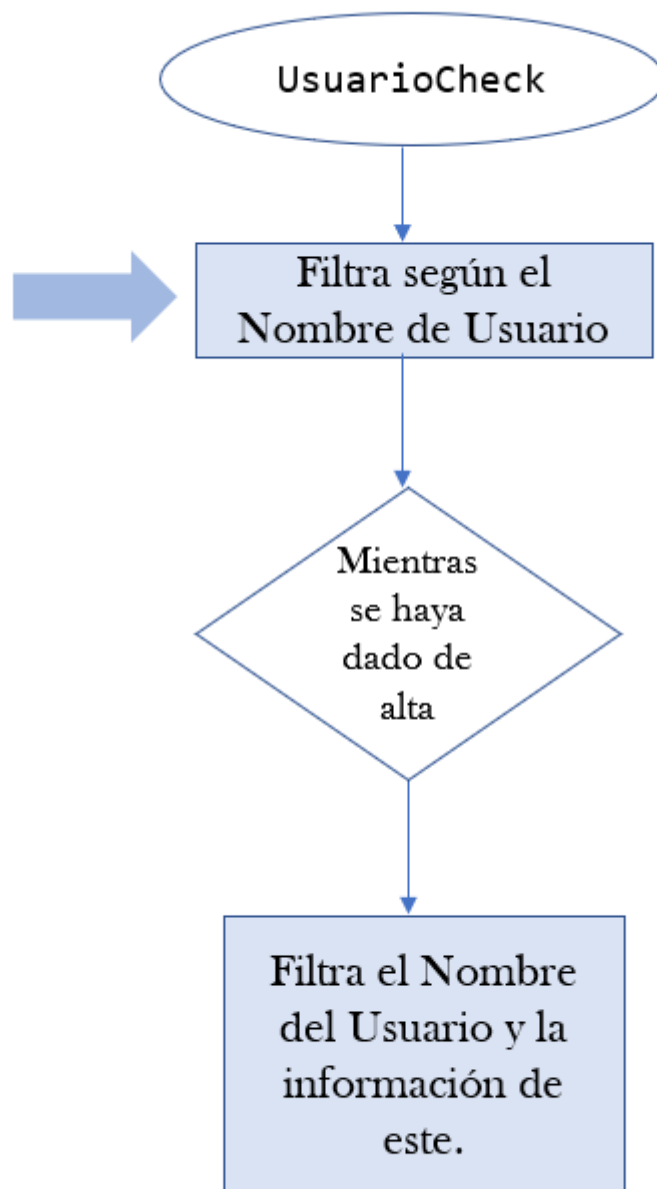 UsuarioCheck
Filtra según el
Nombre de Usuario
Mientras
se haya
dado de
alta
Filtra el Nombre
del Usuario y la
información de
este.